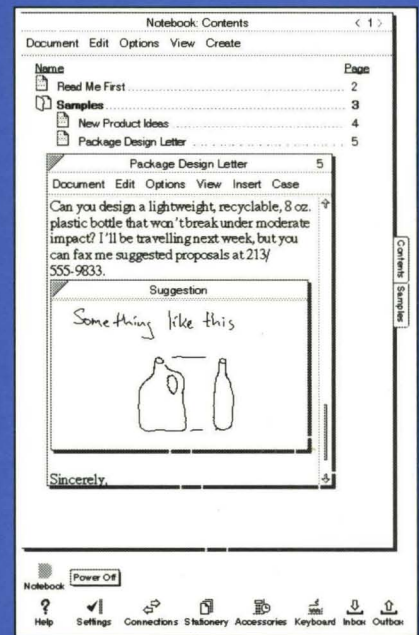 Notebook: Contents < 1 >
Document Edit Options View Create
Name Page
Read Me First 2
Samples 3
New Product Ideas 4
Package Design Letter 5
Package Design Letter 5
Document Edit Options View Insert Case
Can you design a lightweight, recyclable, 8 oz.
plastic bottle that won't break under moderate
impact? I'll be travelling next week, but you
can fax me suggested proposals at 213/
555-9833.
Suggestion
Something like this
Sincerely,
Contents
Samples
Notebook
Power Off
Help Settings Connections Stationery Accessories Keyboard Inbox Outbox